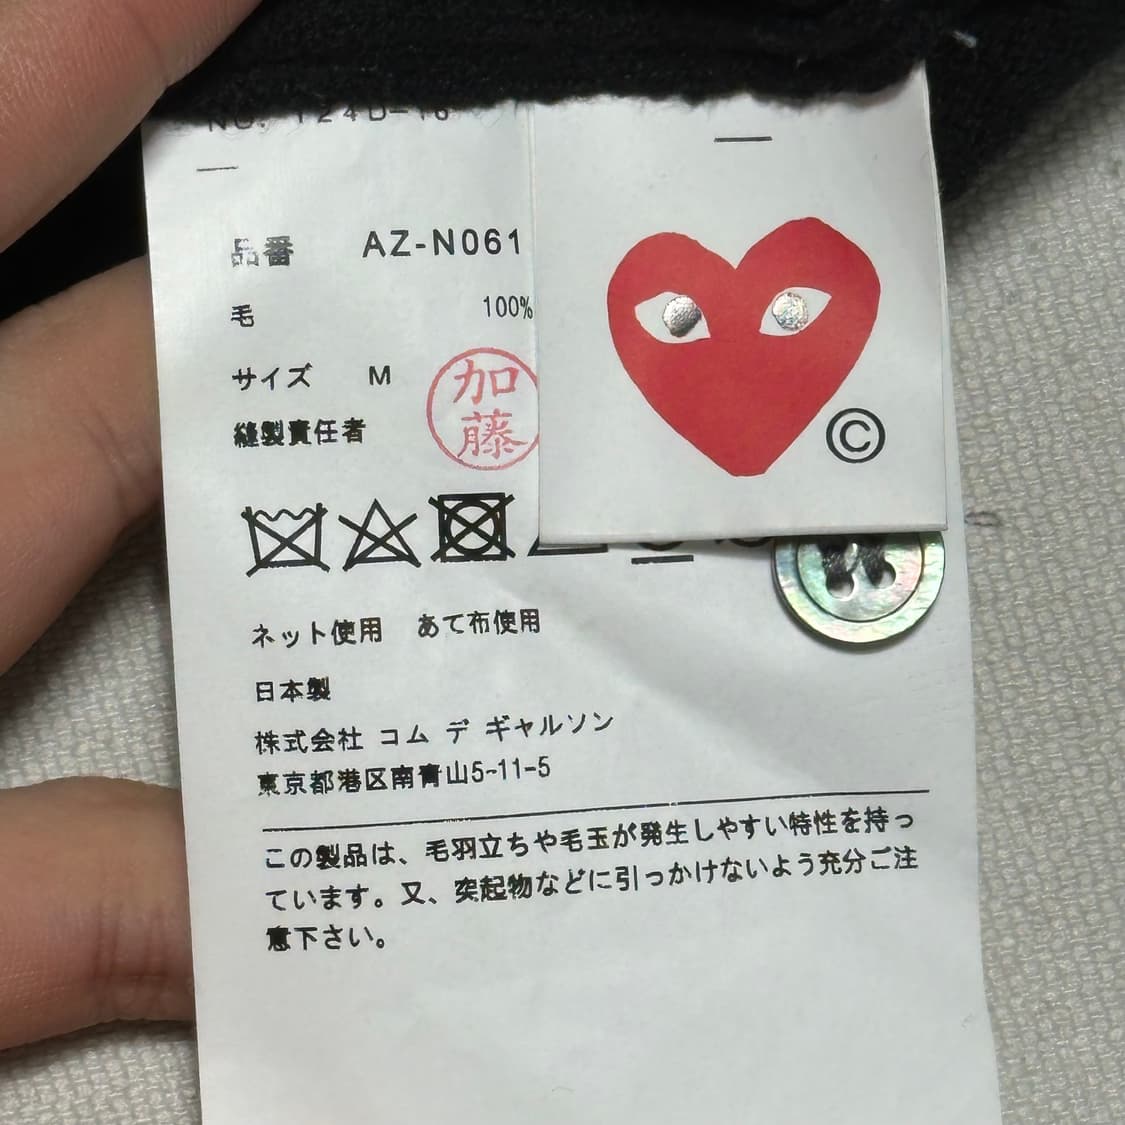 NO. 124D-16
品番 AZ-N061
毛 100%
サイズ M
縫製責任者
加藤
©
ネット使用 あて布使用
日本製
株式会社 コム デ ギャルソン
東京都港区南青山5-11-5
この製品は、毛羽立ちや毛玉が発生しやすい特性を持っ
ています。又、突起物などに引っかけないよう充分ご注
意下さい。